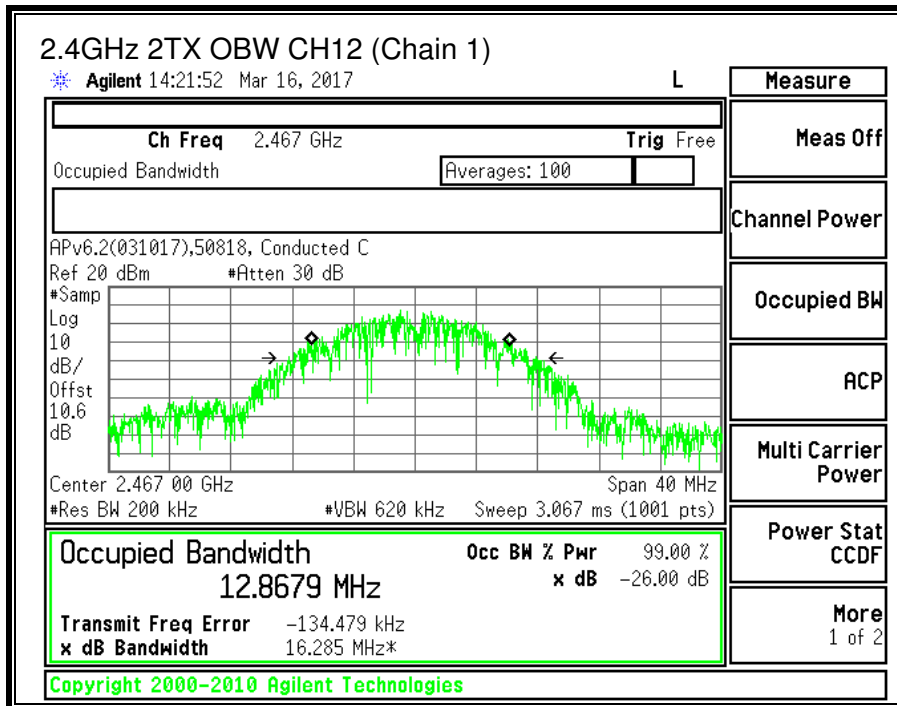 2.4GHz 2TX OBW CH12 (Chain 1)
Agilent 14:21:52 Mar 16, 2017 L
Measure
Ch Freq 2.467 GHz Trig Free
Meas Off
Occupied Bandwidth Averages: 100
Channel Power
APv6.2(031017),50818, Conducted C
Ref 20 dBm #Atten 30 dB
#Samp
Log
10
dB/
Offst
10.6
dB
Occupied BW
ACP
Multi Carrier
Power
Center 2.467 00 GHz Span 40 MHz
#Res BW 200 kHz #VBW 620 kHz Sweep 3.067 ms (1001 pts)
Power Stat
CCDF
Occupied Bandwidth Occ BW % Pwr 99.00 %
12.8679 MHz x dB -26.00 dB
Transmit Freq Error -134.479 kHz
x dB Bandwidth 16.285 MHz*
More
1 of 2
Copyright 2000-2010 Agilent Technologies